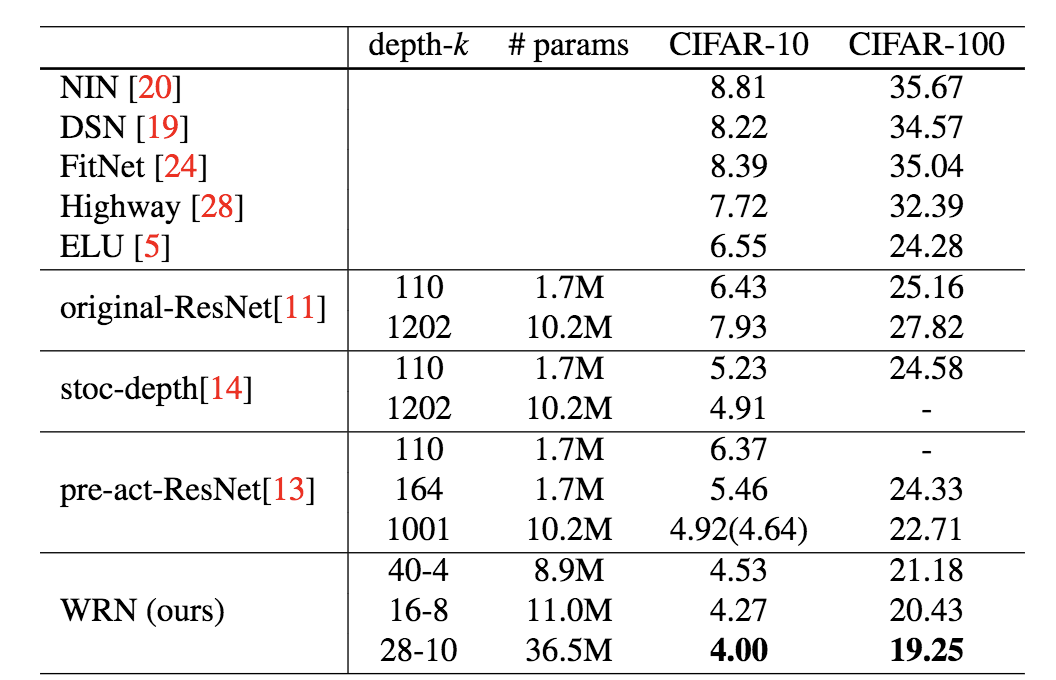 depth-k # params CIFAR-10 CIFAR-100
NIN [20] 8.81 35.67
DSN [19] 8.22 34.57
FitNet [24] 8.39 35.04
Highway [28] 7.72 32.39
ELU [5] 6.55 24.28
original-ResNet[11] 110 1.7M 6.43 25.16
1202 10.2M 7.93 27.82
stoc-depth[14] 110 1.7M 5.23 24.58
1202 10.2M 4.91 -
pre-act-ResNet[13] 110 1.7M 6.37 -
164 1.7M 5.46 24.33
1001 10.2M 4.92(4.64) 22.71
WRN (ours) 40-4 8.9M 4.53 21.18
16-8 11.0M 4.27 20.43
28-10 36.5M 4.00 19.25